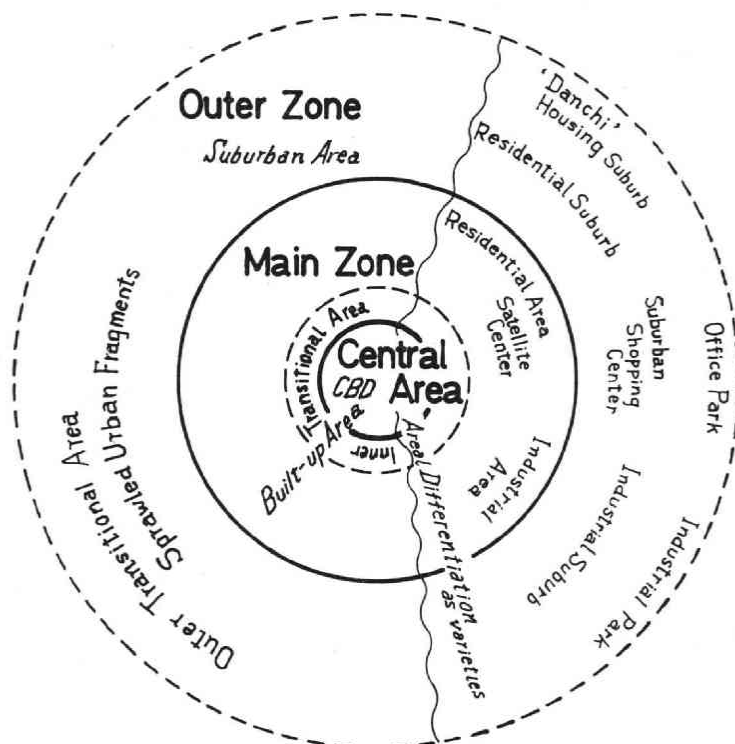 Outer Zone
Suburban Area
Main Zone
Inner Transitional Area
Central
CBD Area
Built-up Area
Outer Transitional Area
Sprawled Urban Fragments
'Danchi'
Housing Suburb
Residential Suburb
Residential Area
Satellite
Center
Suburban
Shopping
Center
Office Park
Industrial
Area
Industrial Suburb
Industrial Park
Areal Differentiation
as varieties